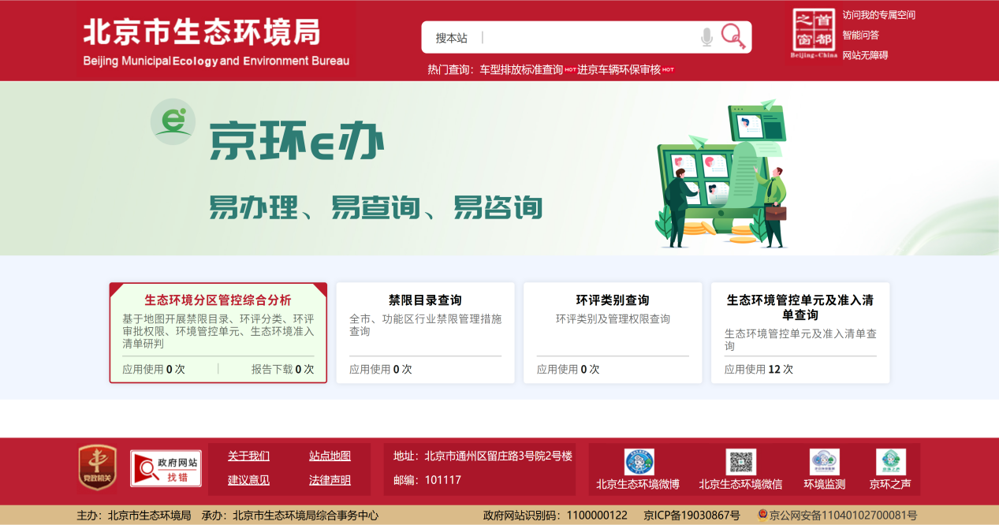 北京市生态环境局
Beijing Municipal Ecology and Environment Bureau
搜本站
热门查询：车型排放标准查询 HOT 进京车辆环保审核 HOT
首都之窗
Beijing-China
访问我的专属空间
智能问答
网站无障碍
京环e办
易办理、易查询、易咨询
生态环境分区管控综合分析
基于地图开展禁限目录、环评分类、环评
审批权限、环境管控单元、生态环境准入
清单研判
应用使用 0 次
报告下载 0 次
禁限目录查询
全市、功能区行业禁限管理措施
查询
应用使用 0 次
环评类别查询
环评类别及管理权限查询
应用使用 0 次
生态环境管控单元及准入清
单查询
生态环境管控单元及准入清单查
询
应用使用 12 次
党政机关
政府网站
找错
关于我们
站点地图
建议意见
法律声明
地址：北京市通州区留庄路3号院2号楼
邮编：101117
北京生态环境微博
北京生态环境微信
环境监测
京环之声
主办：北京市生态环境局 承办：北京市生态环境局综合事务中心
政府网站识别码：1100000122
京ICP备19030867号
京公网安备11040102700081号